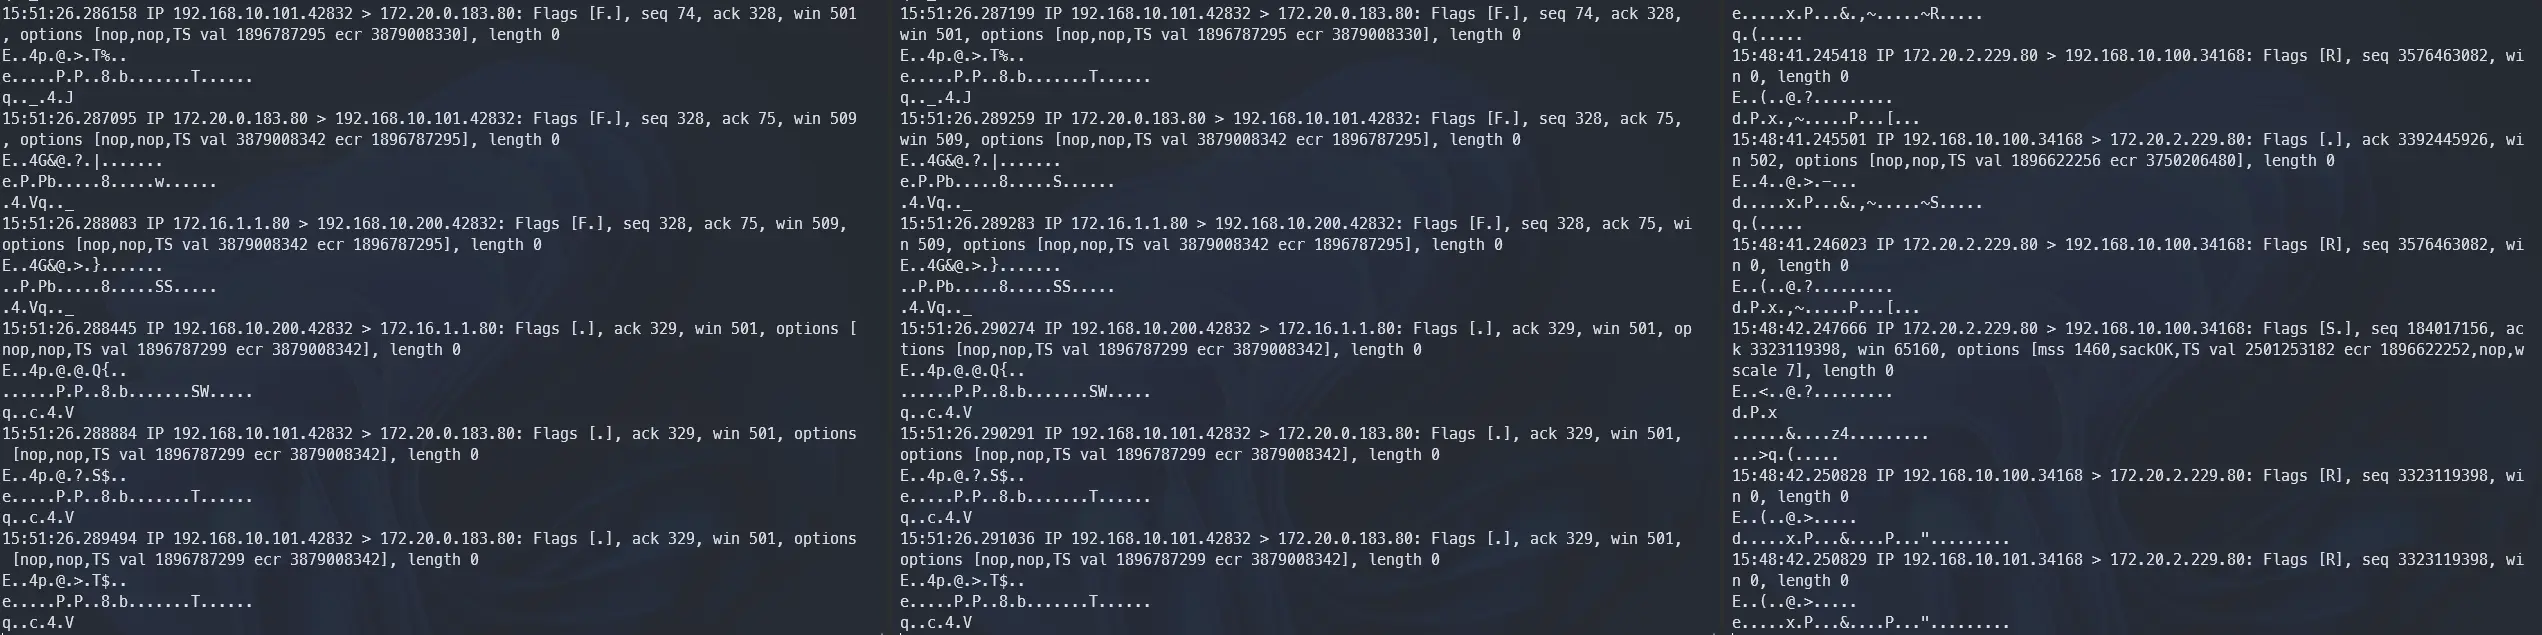 15:51:26.286158 IP 192.168.10.101.42832 > 172.20.0.183.80: Flags [F.], seq 74, ack 328, win 501
, options [nop,nop,TS val 1896787295 ecr 3879008330], length 0
E..4p.@.>.T%..
e.....P.P..8.b.......T......
q.._.4.J
15:51:26.287095 IP 172.20.0.183.80 > 192.168.10.101.42832: Flags [F.], seq 328, ack 75, win 509
, options [nop,nop,TS val 3879008342 ecr 1896787295], length 0
E..4G&@.?.|.......
e.P.Pb.....8.....w......
.4.Vq.._
15:51:26.288083 IP 172.16.1.1.80 > 192.168.10.200.42832: Flags [F.], seq 328, ack 75, win 509,
options [nop,nop,TS val 3879008342 ecr 1896787295], length 0
E..4G&@.>.}.......
..P.Pb.....8.....SS.....
.4.Vq.._
15:51:26.288445 IP 192.168.10.200.42832 > 172.16.1.1.80: Flags [.], ack 329, win 501, options [
nop,nop,TS val 1896787299 ecr 3879008342], length 0
E..4p.@.@.Q{..
......P.P..8.b.......SW.....
q..c.4.V
15:51:26.288884 IP 192.168.10.101.42832 > 172.20.0.183.80: Flags [.], ack 329, win 501, options
[nop,nop,TS val 1896787299 ecr 3879008342], length 0
E..4p.@.?.S$..
e.....P.P..8.b.......T......
q..c.4.V
15:51:26.289494 IP 192.168.10.101.42832 > 172.20.0.183.80: Flags [.], ack 329, win 501, options
[nop,nop,TS val 1896787299 ecr 3879008342], length 0
E..4p.@.>.T$..
e.....P.P..8.b.......T......
q..c.4.V
15:51:26.287199 IP 192.168.10.101.42832 > 172.20.0.183.80: Flags [F.], seq 74, ack 328,
win 501, options [nop,nop,TS val 1896787295 ecr 3879008330], length 0
E..4p.@.>.T%..
e.....P.P..8.b.......T......
q.._.4.J
15:51:26.289259 IP 172.20.0.183.80 > 192.168.10.101.42832: Flags [F.], seq 328, ack 75,
win 509, options [nop,nop,TS val 3879008342 ecr 1896787295], length 0
E..4G&@.?.|.......
e.P.Pb.....8.....S......
.4.Vq.._
15:51:26.289283 IP 172.16.1.1.80 > 192.168.10.200.42832: Flags [F.], seq 328, ack 75, wi
n 509, options [nop,nop,TS val 3879008342 ecr 1896787295], length 0
E..4G&@.>.}.......
..P.Pb.....8.....SS.....
.4.Vq.._
15:51:26.290274 IP 192.168.10.200.42832 > 172.16.1.1.80: Flags [.], ack 329, win 501, op
tions [nop,nop,TS val 1896787299 ecr 3879008342], length 0
E..4p.@.@.Q{..
......P.P..8.b.......SW.....
q..c.4.V
15:51:26.290291 IP 192.168.10.101.42832 > 172.20.0.183.80: Flags [.], ack 329, win 501,
options [nop,nop,TS val 1896787299 ecr 3879008342], length 0
E..4p.@.?.S$..
e.....P.P..8.b.......T......
q..c.4.V
15:51:26.291036 IP 192.168.10.101.42832 > 172.20.0.183.80: Flags [.], ack 329, win 501,
options [nop,nop,TS val 1896787299 ecr 3879008342], length 0
E..4p.@.>.T$..
e.....P.P..8.b.......T......
q..c.4.V
e.....x.P...&.,~.....~R.....
q.(.....
15:48:41.245418 IP 172.20.2.229.80 > 192.168.10.100.34168: Flags [R], seq 3576463082, wi
n 0, length 0
E..(..@.?.........
d.P.x.,~.....P...[...
15:48:41.245501 IP 192.168.10.100.34168 > 172.20.2.229.80: Flags [.], ack 3392445926, wi
n 502, options [nop,nop,TS val 1896622256 ecr 3750206480], length 0
E..4..@.>.-...
d.....x.P...&.,~.....~S.....
q.(.....
15:48:41.246023 IP 172.20.2.229.80 > 192.168.10.100.34168: Flags [R], seq 3576463082, wi
n 0, length 0
E..(..@.?.........
d.P.x.,~.....P...[...
15:48:42.247666 IP 172.20.2.229.80 > 192.168.10.100.34168: Flags [S.], seq 184017156, ac
k 3323119398, win 65160, options [mss 1460,sackOK,TS val 2501253182 ecr 1896622252,nop,w
scale 7], length 0
E..<..@.?.........
d.P.x
......&....z4.........
...>q.(.....
15:48:42.250828 IP 192.168.10.100.34168 > 172.20.2.229.80: Flags [R], seq 3323119398, wi
n 0, length 0
E..(..@.>.....
d.....x.P...&....P...".........
15:48:42.250829 IP 192.168.10.101.34168 > 172.20.2.229.80: Flags [R], seq 3323119398, wi
n 0, length 0
E..(..@.>.....
e.....x.P...&....P...".........